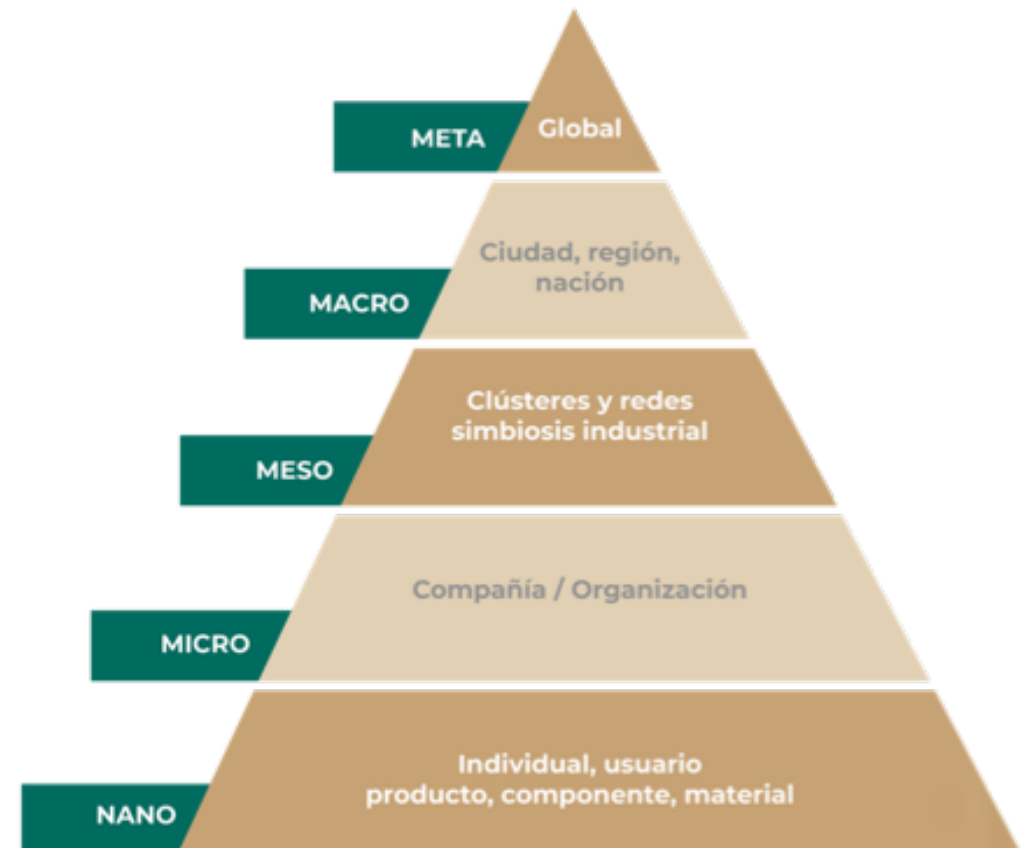 META
Global
Ciudad, región,
nación
MACRO
Clústeres y redes
simbiosis industrial
MESO
Compañía / Organización
MICRO
Individual, usuario
producto, componente, material
NANO